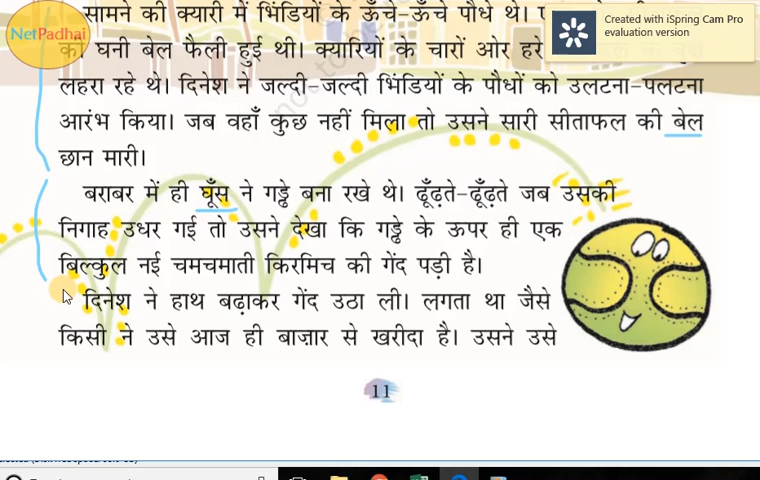 सामने की क्यारी में भिंडियों के ऊँचे-ऊँचे पौधे थे।
की घनी बेल फैली हुई थी। क्यारियों के चारों ओर हरे
लहरा रहे थे। दिनेश ने जल्दी-जल्दी भिंडियों के पौधों को उलटना-पलटना
आरंभ किया। जब वहाँ कुछ नहीं मिला तो उसने सारी सीताफल की बेल
छान मारी।
बराबर में ही घूँस ने गड्ढे बना रखे थे। ढूँढ़ते-ढूँढ़ते जब उसकी
निगाह उधर गई तो उसने देखा कि गड्ढे के ऊपर ही एक
बिल्कुल नई चमचमाती किरमिच की गेंद पड़ी है।
दिनेश ने हाथ बढ़ाकर गेंद उठा ली। लगता था जैसे
किसी ने उसे आज ही बाज़ार से खरीदा है। उसने उसे
11
NetPadhai
Created with iSpring Cam Pro
evaluation version